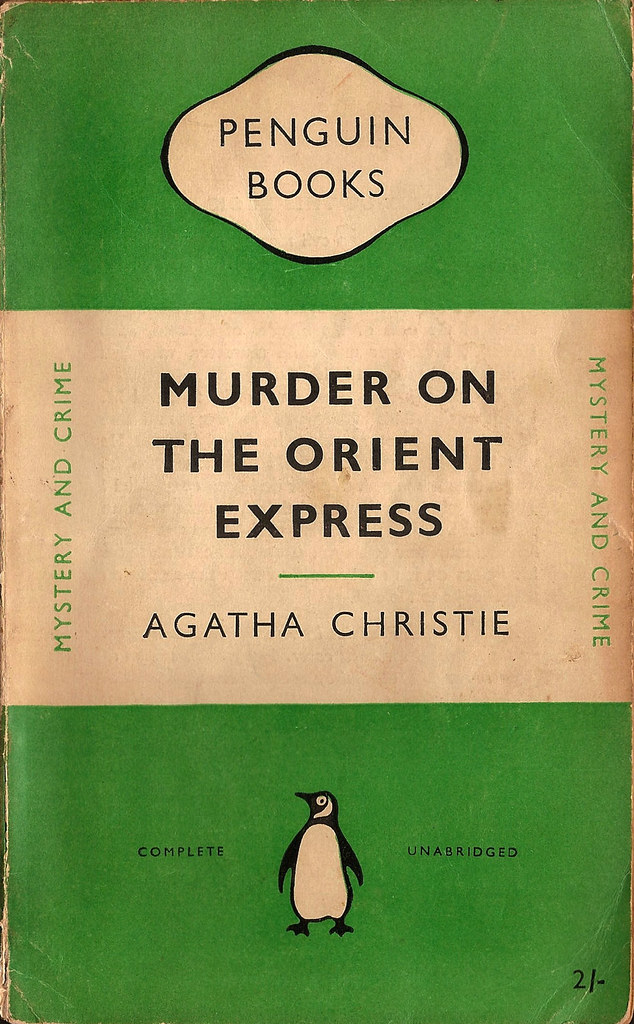 PENGUIN
BOOKS
MYSTERY AND CRIME
MURDER ON
THE ORIENT
EXPRESS
AGATHA CHRISTIE
MYSTERY AND CRIME
COMPLETE
UNABRIDGED
2/-